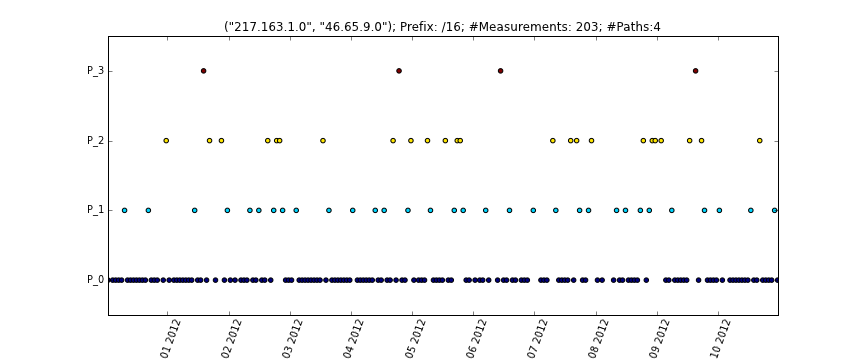 ("217.163.1.0", "46.65.9.0"); Prefix: /16; #Measurements: 203; #Paths:4
P_3
P_2
P_1
P_0
01 2012
02 2012
03 2012
04 2012
05 2012
06 2012
07 2012
08 2012
09 2012
10 2012